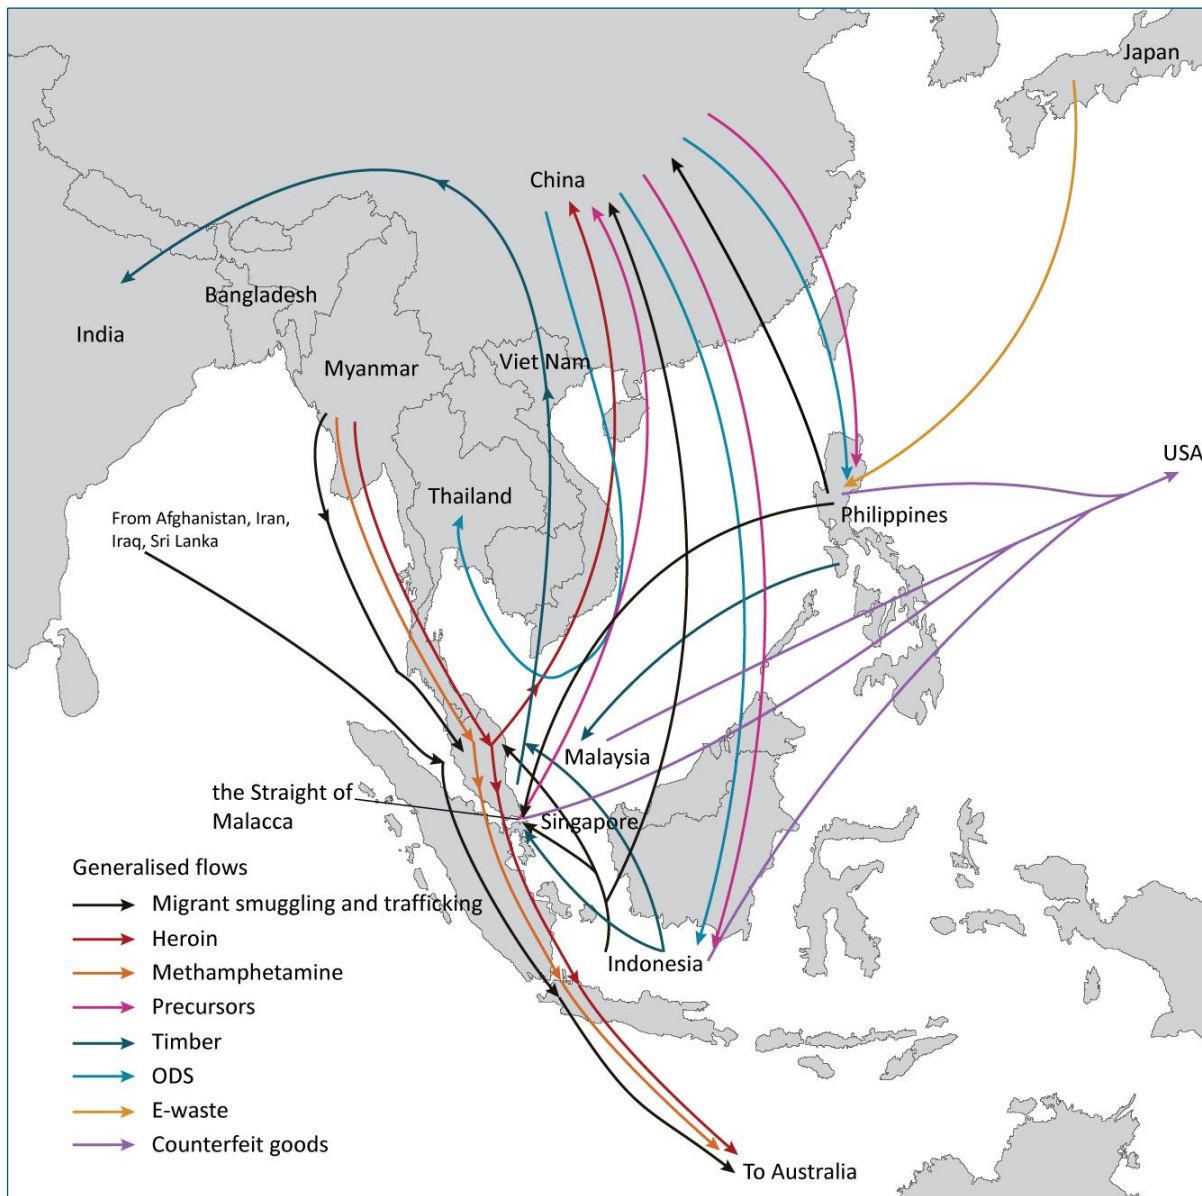 Japan
China
Bangladesh
India
Myanmar
Viet Nam
USA
Thailand
From Afghanistan, Iran,
Iraq, Sri Lanka
Philippines
Malaysia
the Straight of
Malacca
Singapore
Generalised flows
Migrant smuggling and trafficking
Heroin
Indonesia
Methamphetamine
Precursors
Timber
ODS
E-waste
Counterfeit goods
To Australia